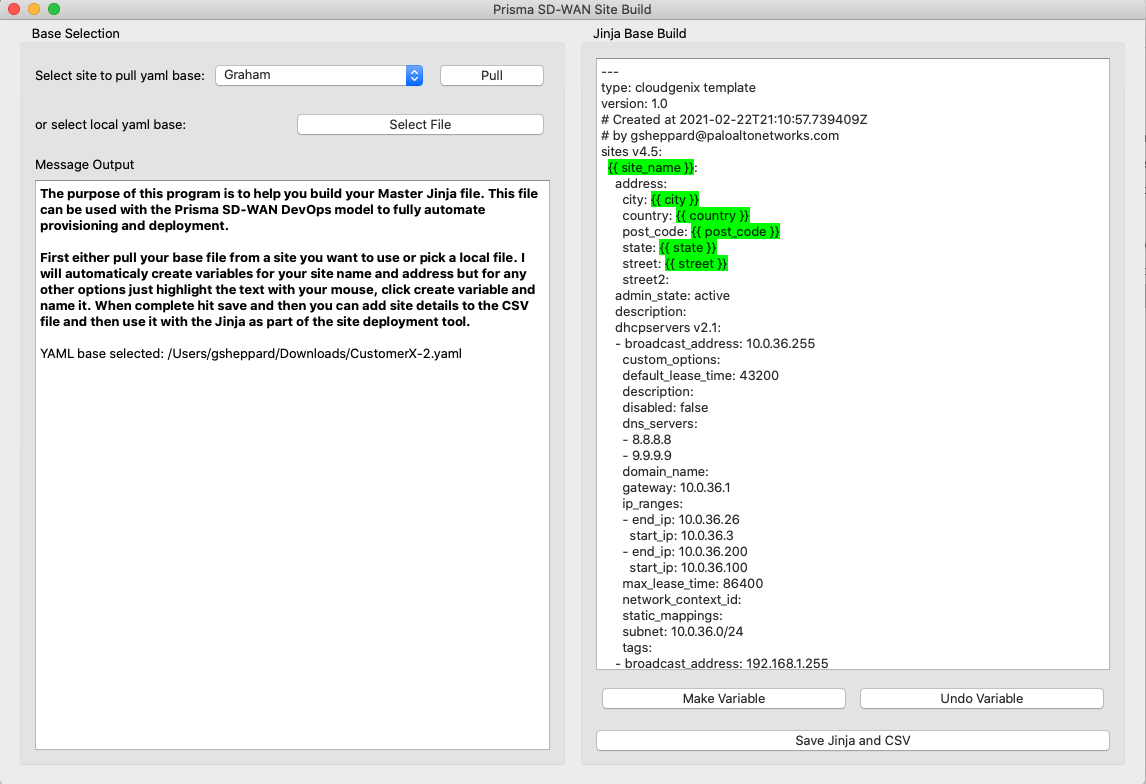 Prisma SD-WAN Site Build
Base Selection
Select site to pull yaml base:
Graham
Pull
or select local yaml base:
Select File
Message Output
The purpose of this program is to help you build your Master Jinja file. This file
can be used with the Prisma SD-WAN DevOps model to fully automate
provisioning and deployment.
First either pull your base file from a site you want to use or pick a local file. I
will automaticaly create variables for your site name and address but for any
other options just highlight the text with your mouse, click create variable and
name it. When complete hit save and then you can add site details to the CSV
file and then use it with the Jinja as part of the site deployment tool.
YAML base selected: /Users/gsheppard/Downloads/CustomerX-2.yaml
Jinja Base Build
---
type: cloudgenix template
version: 1.0
# Created at 2021-02-22T21:10:57.739409Z
# by gsheppard@paloaltonetworks.com
sites v4.5:
{{ site_name }}:
address:
city: {{ city }}
country: {{ country }}
post_code: {{ post_code }}
state: {{ state }}
street: {{ street }}
street2:
admin_state: active
description:
dhcpservers v2.1:
- broadcast_address: 10.0.36.255
custom_options:
default_lease_time: 43200
description:
disabled: false
dns_servers:
- 8.8.8.8
- 9.9.9.9
domain_name:
gateway: 10.0.36.1
ip_ranges:
- end_ip: 10.0.36.26
start_ip: 10.0.36.3
- end_ip: 10.0.36.200
start_ip: 10.0.36.100
max_lease_time: 86400
network_context_id:
static_mappings:
subnet: 10.0.36.0/24
tags:
- broadcast_address: 192.168.1.255
Make Variable
Undo Variable
Save Jinja and CSV